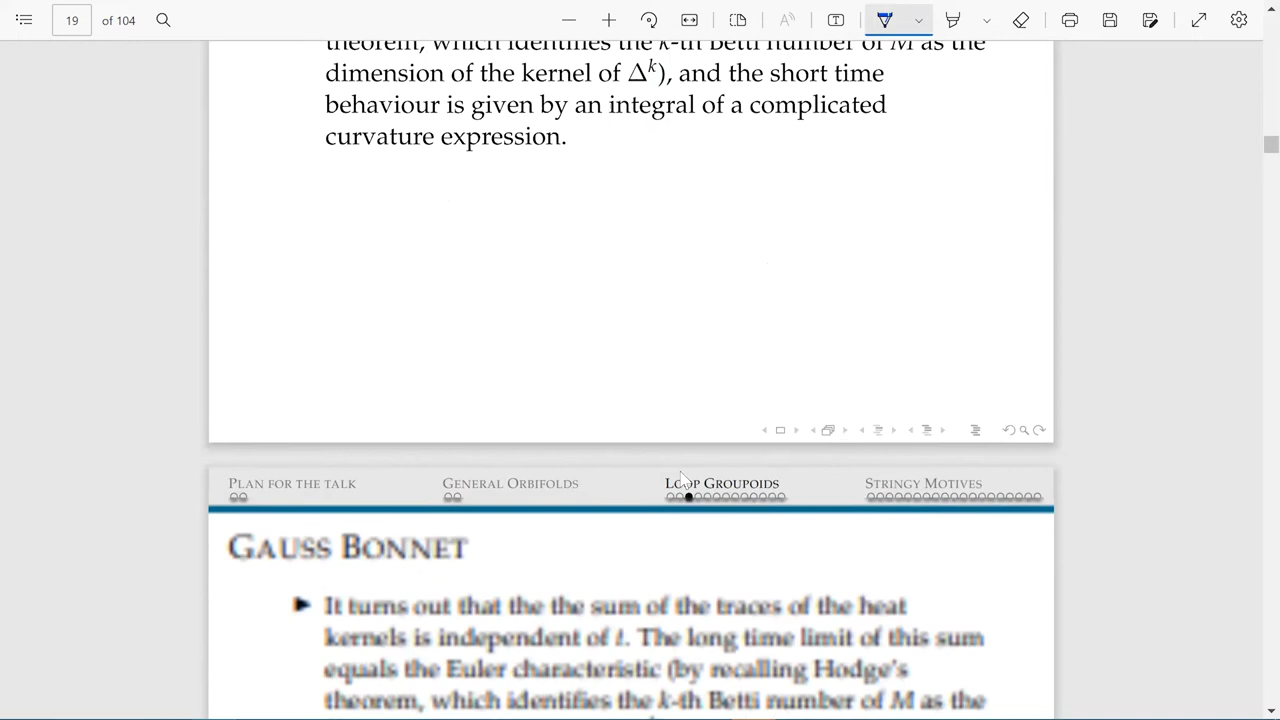 19 of 104
theorem, which identifies the k-th Betti number of M as the
dimension of the kernel of Δᵏ), and the short time
behaviour is given by an integral of a complicated
curvature expression.
PLAN FOR THE TALK GENERAL ORBIFOLDS LOOP GROUPOIDS STRINGY MOTIVES
GAUSS BONNET
It turns out that the the sum of the traces of the heat
kernels is independent of t. The long time limit of this sum
equals the Euler characteristic (by recalling Hodge's
theorem, which identifies the k-th Betti number of M as the